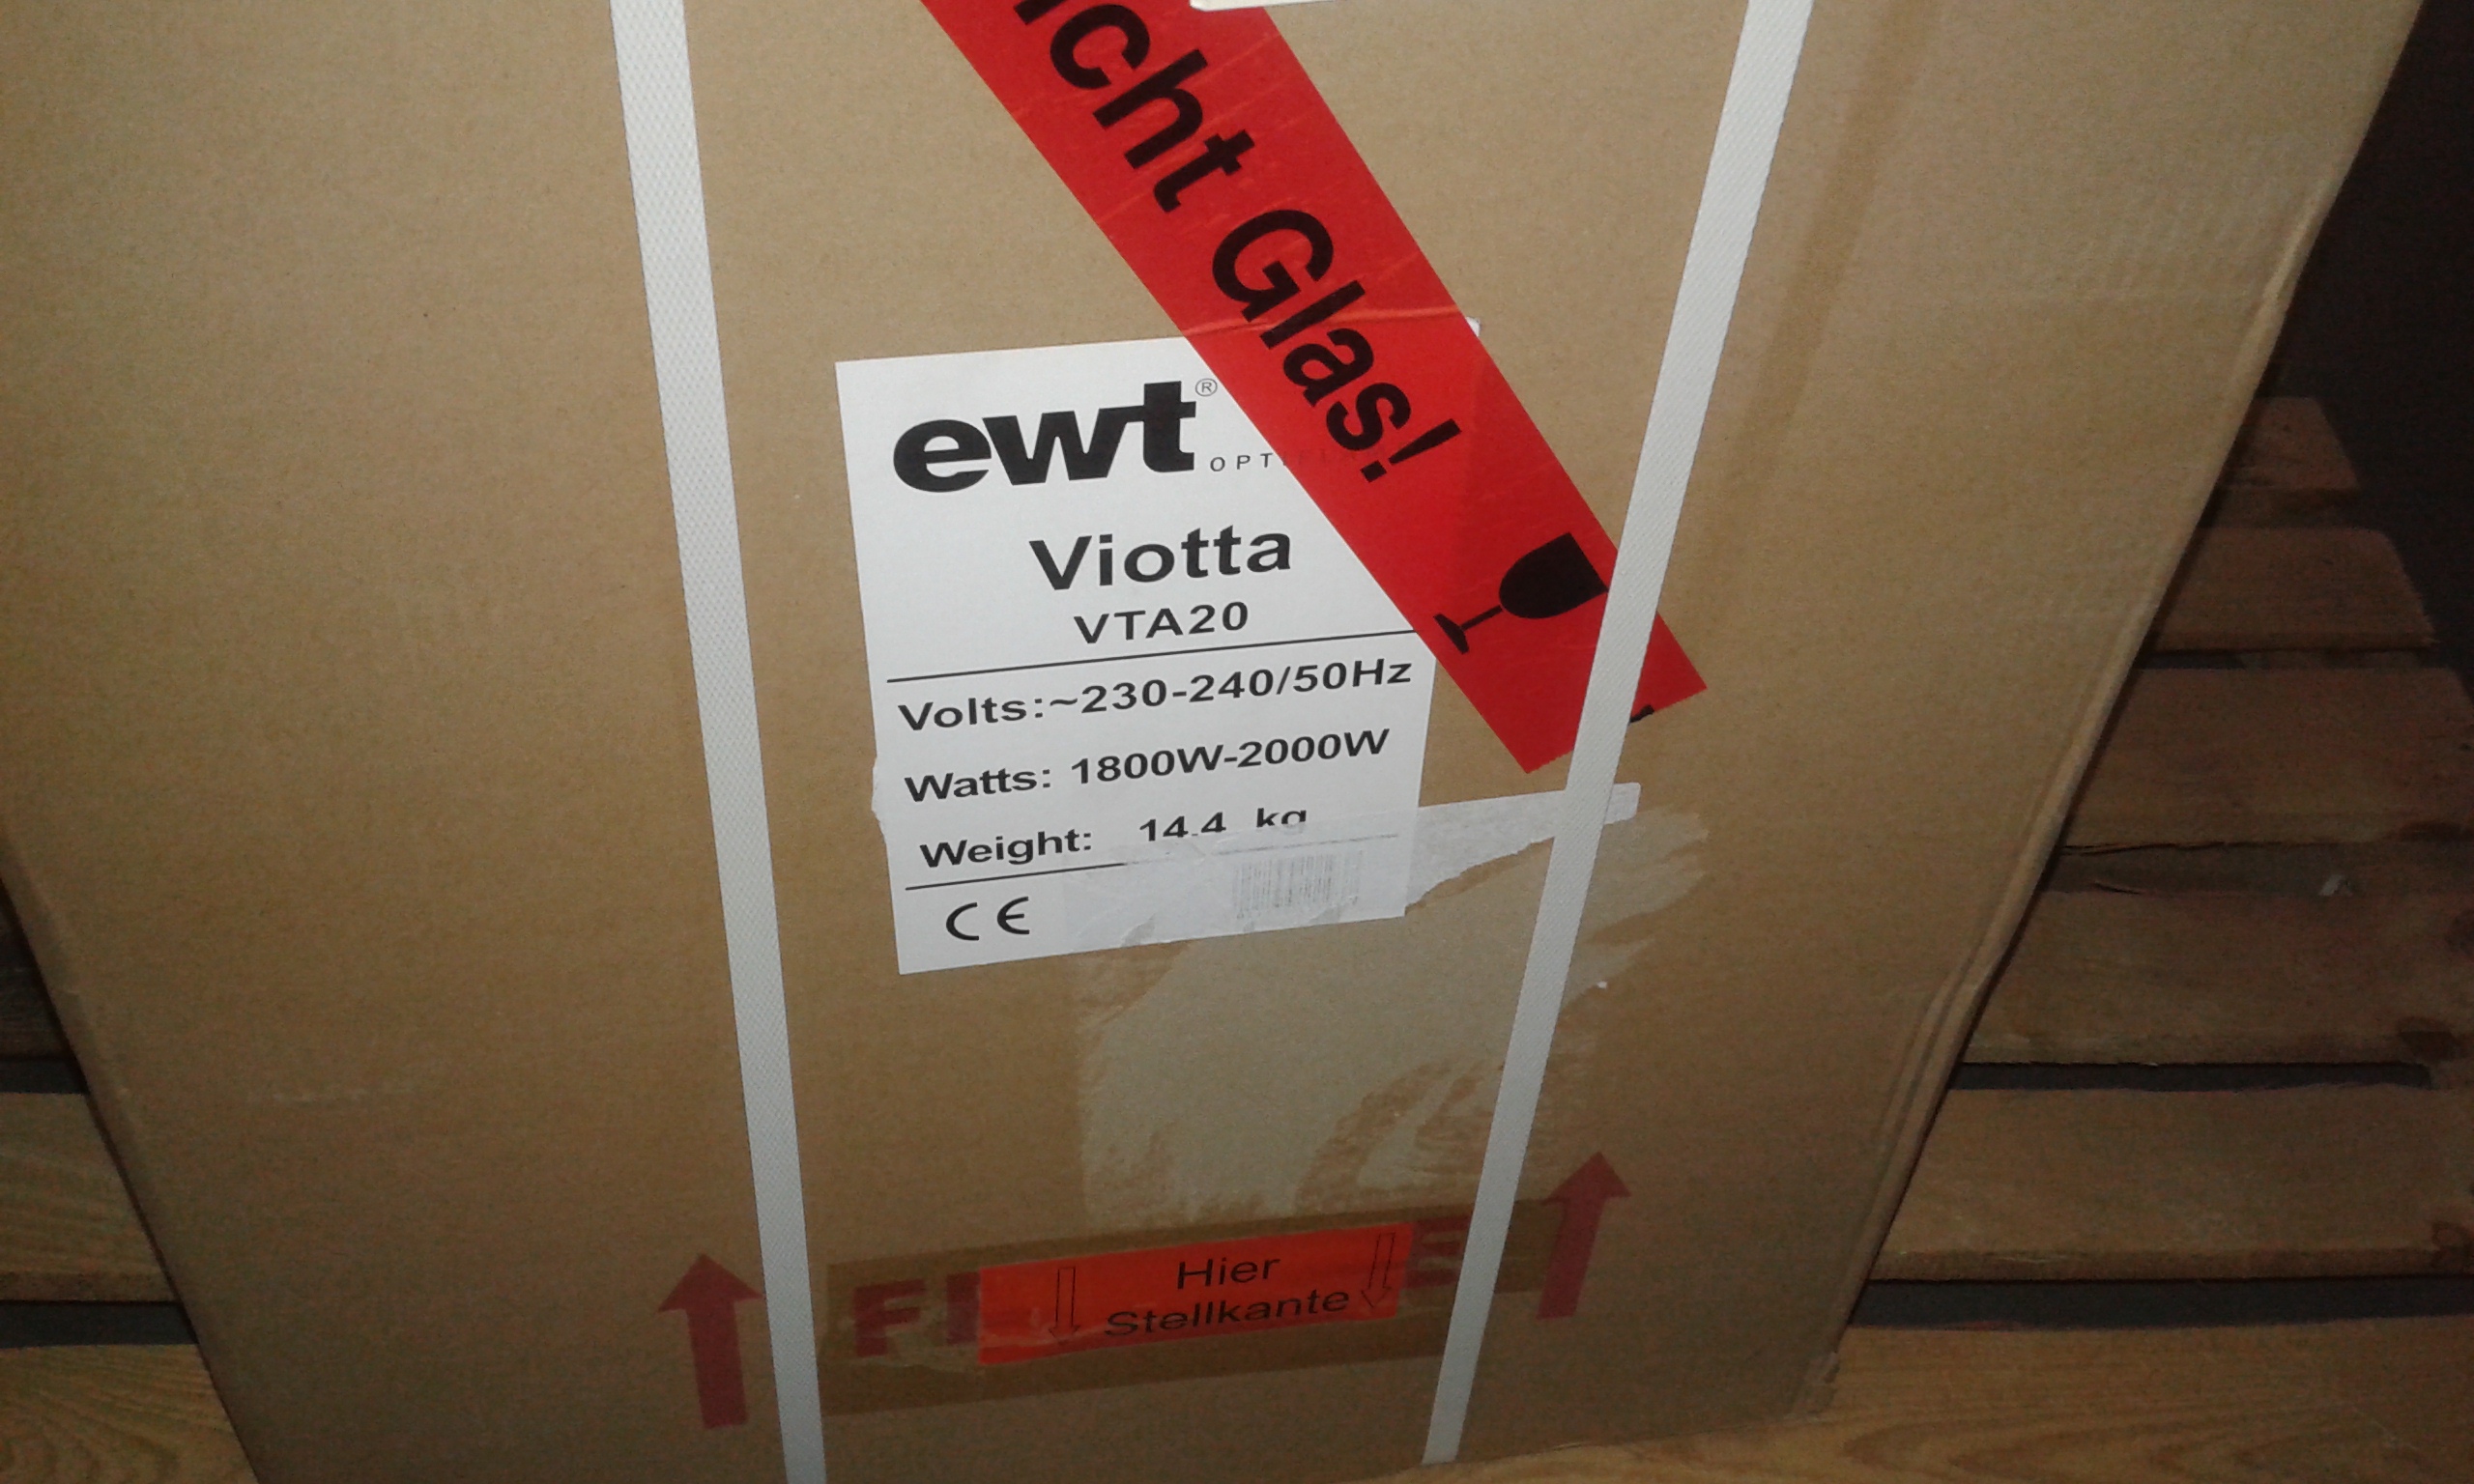 icht Glas!
ewt®
OPTI
Viotta
VTA20
Volts:~230-240/50Hz
Watts: 1800W-2000W
Weight: 14.4 kg
CE
Hier
Stellkante